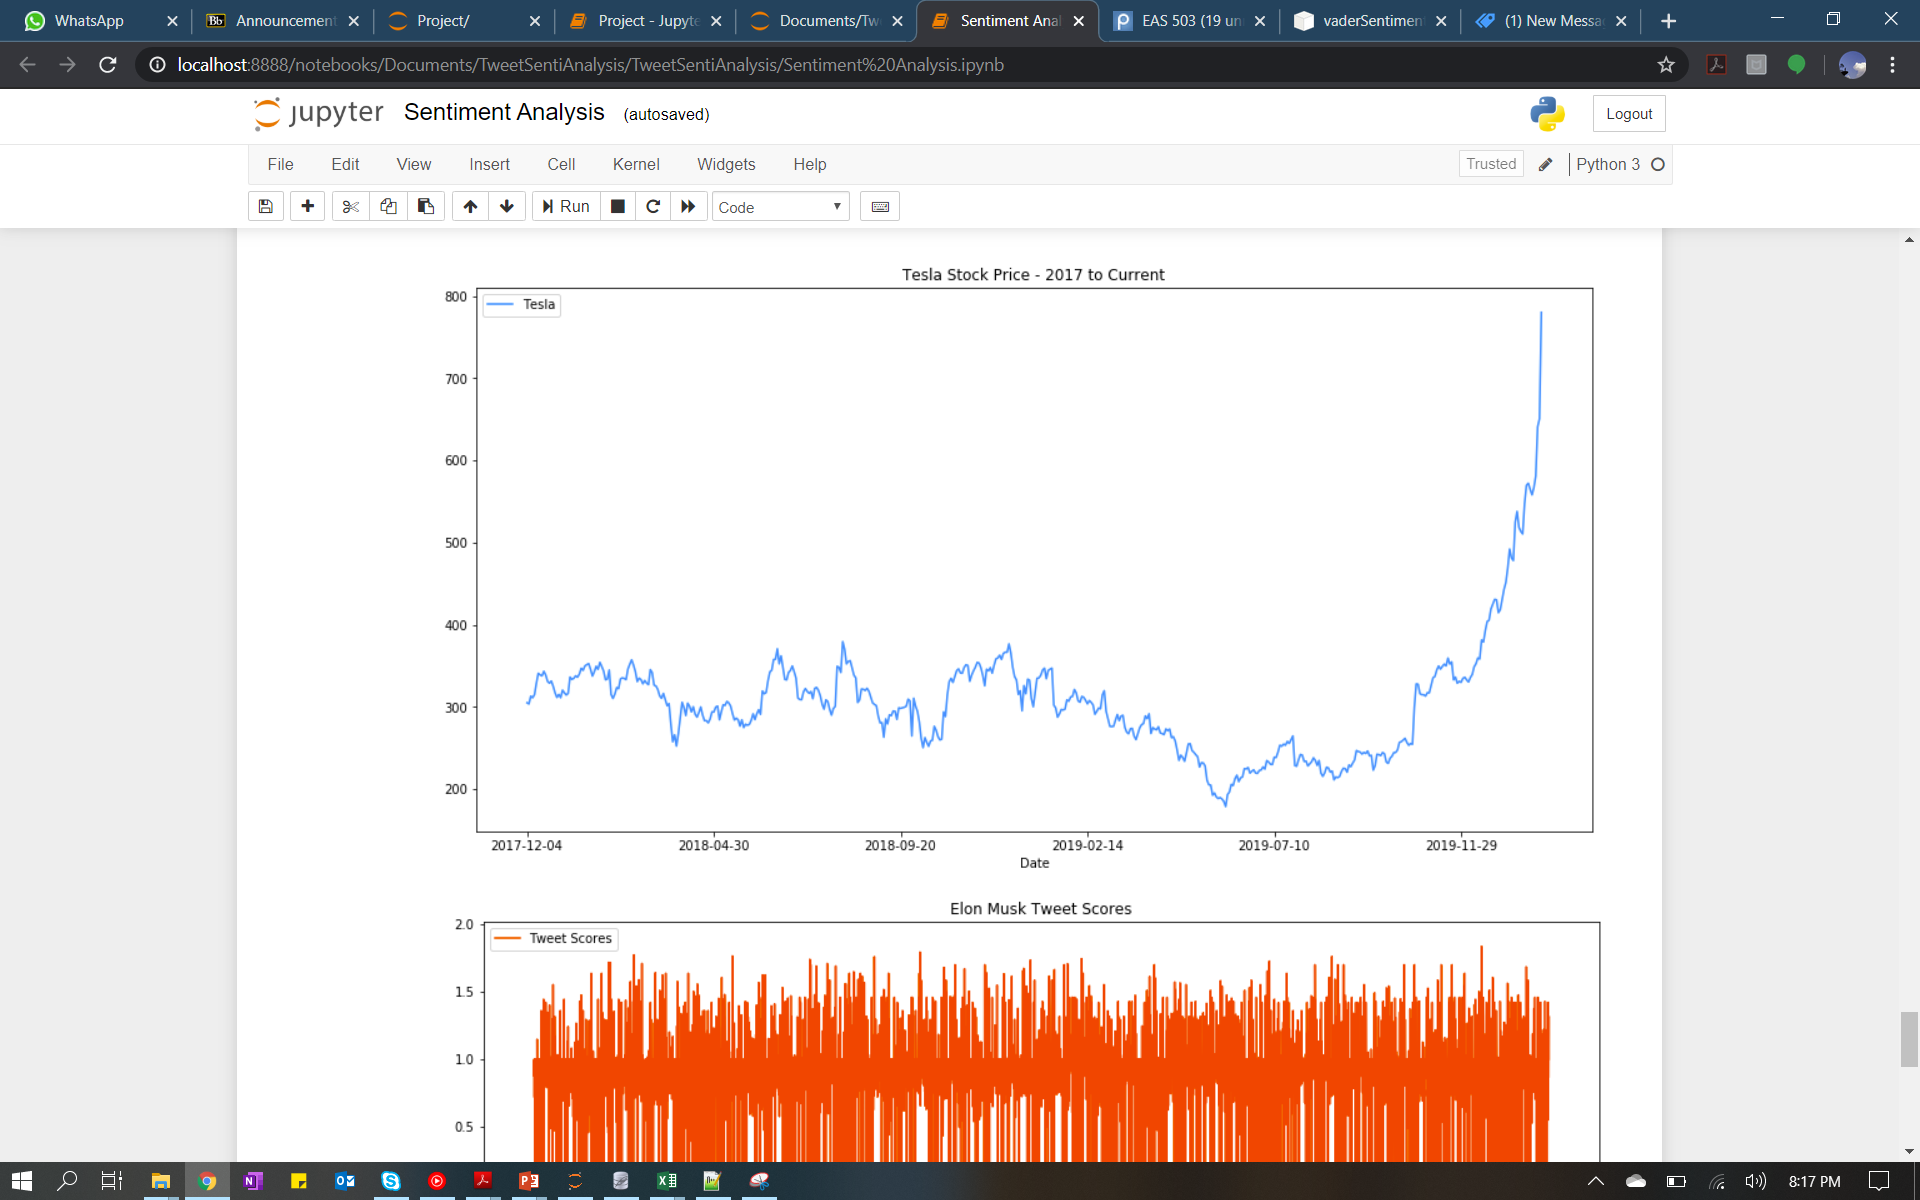 WhatsApp
Announcement
Project/
Project - Jupyte
Documents/Twe
Sentiment Anal
EAS 503 (19 un
vaderSentimen
(1) New Messa
localhost:8888/notebooks/Documents/TweetSentiAnalysis/TweetSentiAnalysis/Sentiment%20Analysis.ipynb
jupyter Sentiment Analysis (autosaved)
Logout
File Edit View Insert Cell Kernel Widgets Help
Trusted
Python 3
Run
Code
Tesla Stock Price - 2017 to Current
Tesla
800
700
600
500
400
300
200
2017-12-04 2018-04-30 2018-09-20 2019-02-14 2019-07-10 2019-11-29
Date
Elon Musk Tweet Scores
Tweet Scores
2.0
1.5
1.0
0.5
8:17 PM